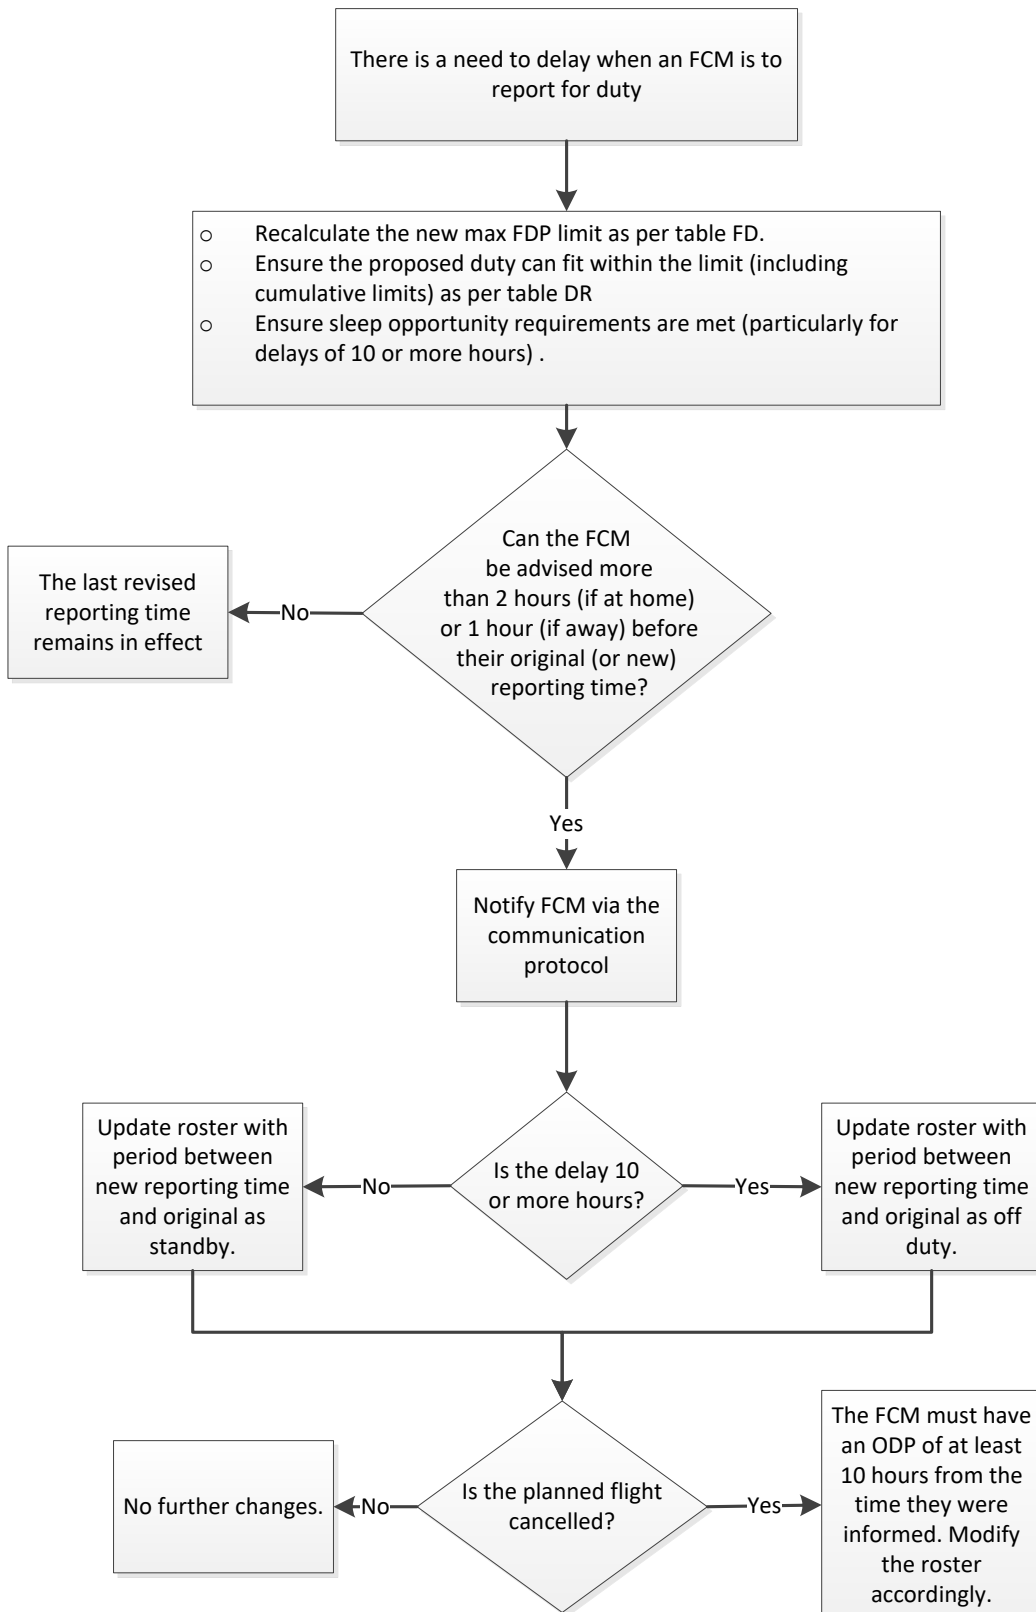 There is a need to delay when an FCM is to
report for duty
o Recalculate the new max FDP limit as per table FD.
o Ensure the proposed duty can fit within the limit (including
cumulative limits) as per table DR
o Ensure sleep opportunity requirements are met (particularly for
delays of 10 or more hours) .
Can the FCM
be advised more
than 2 hours (if at home)
or 1 hour (if away) before
their original (or new)
reporting time?
No
The last revised
reporting time
remains in effect
Yes
Notify FCM via the
communication
protocol
Is the delay 10
or more hours?
No
Update roster with
period between
new reporting time
and original as
standby.
Yes
Update roster with
period between
new reporting time
and original as off
duty.
Is the planned flight
cancelled?
No
No further changes.
Yes
The FCM must have
an ODP of at least
10 hours from the
time they were
informed. Modify
the roster
accordingly.